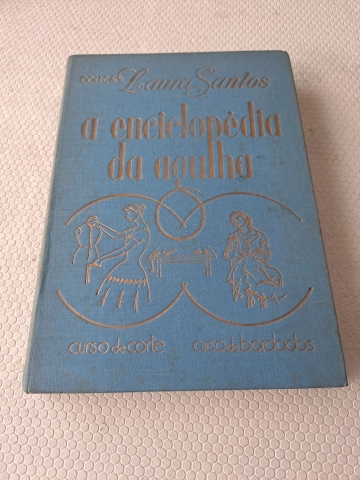 Laura Santos
a enciclopédia
da agulha
curso de corte
curso de bordados